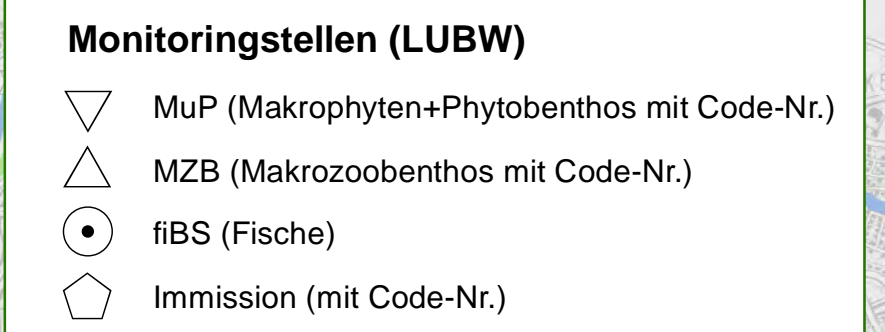 Monitoringstellen (LUBW)
MuP (Makrophyten+Phytobenthos mit Code-Nr.)
MZB (Makrozoobenthos mit Code-Nr.)
fiBS (Fische)
Immission (mit Code-Nr.)